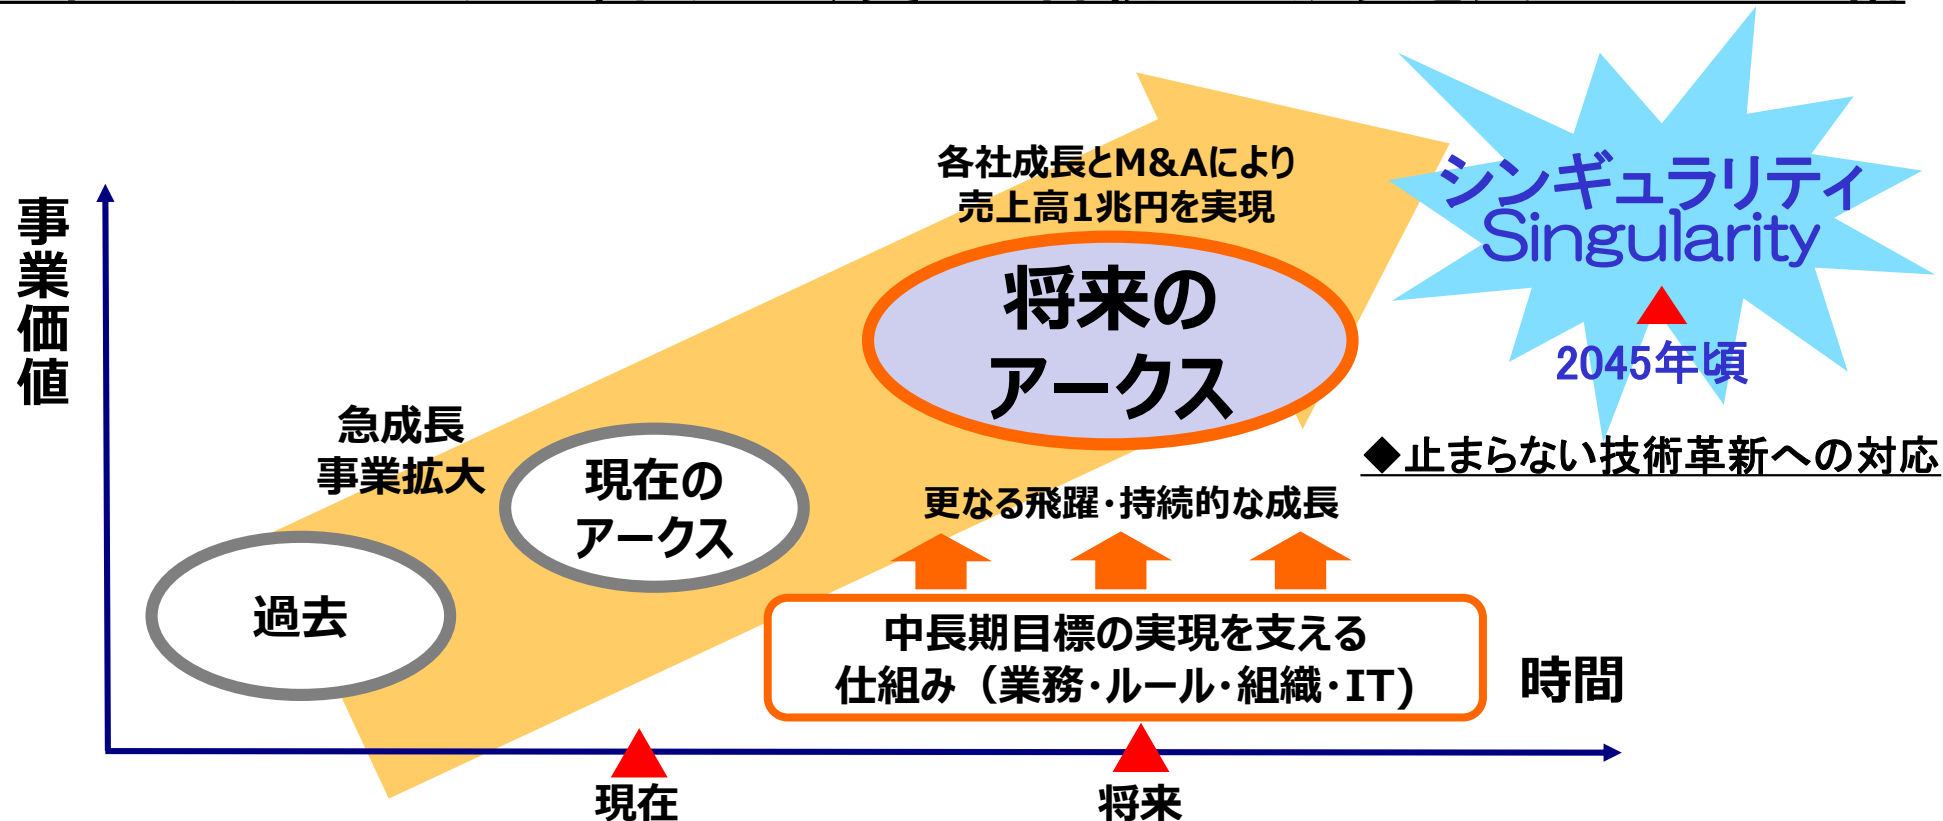 シンギュラリティ
Singularity
2045年頃
◆止まらない技術革新への対応
各社成長とM&Aにより
売上高1兆円を実現
将来の
アークス
事業価値
急成長
事業拡大
現在の
アークス
過去
更なる飛躍・持続的な成長
中長期目標の実現を支える
仕組み（業務・ルール・組織・IT)
時間
現在
将来